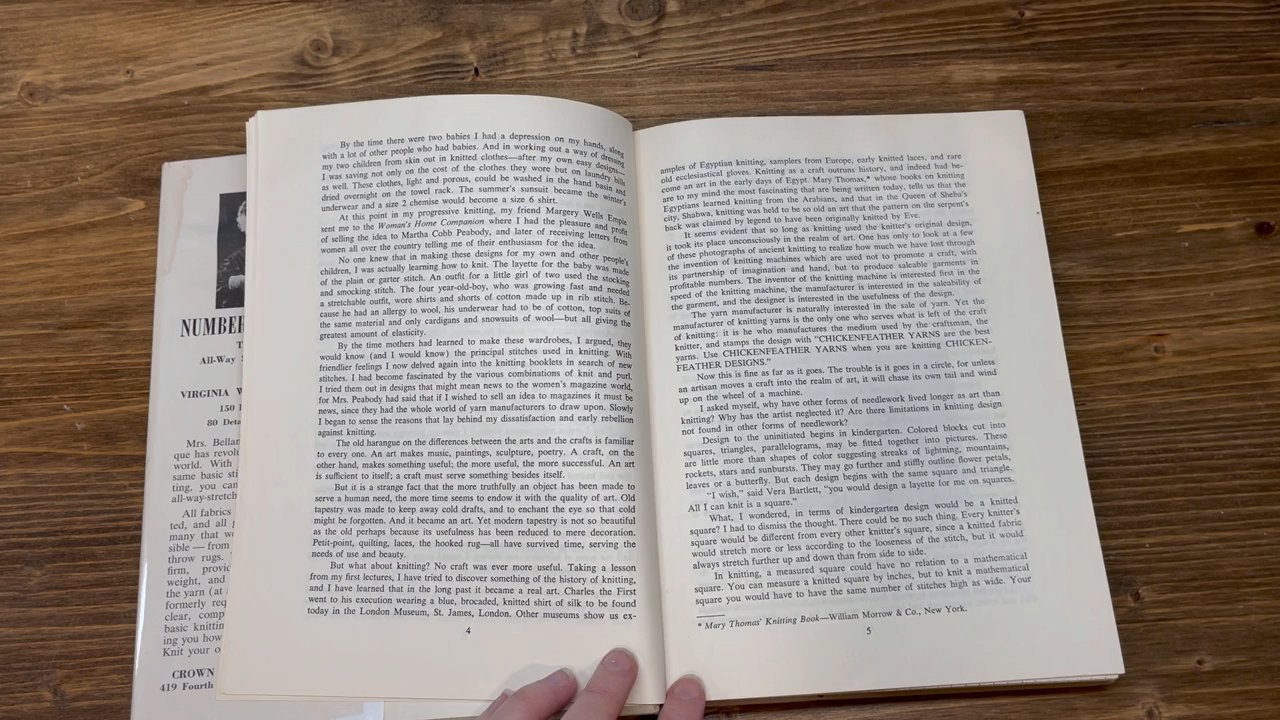 NUMBER
All-Way
VIRGINIA W
150
80 Deta
Mrs. Bellan
que has revol
world. With
same basic sti
ting, you can
all-way-stretch
All fabrics
ted, and all
many that we
sible — from
throw rugs.
firm, provid
weight, and
the yarn (at
formerly req
clear, comp
basic knittin
ing you how
Knit your o
CROWN
419 Fourth
By the time there were two babies I had a depression on my hands, along
with a lot of other people who had babies. And in working out a way of dressing
my two children from skin out in knitted clothes—after my own easy designs—
I was saving not only on the cost of the clothes they wore but on laundry bills
as well. These clothes, light and porous, could be washed in the hand basin and
dried overnight on the towel rack. The summer's sunsuit became the winter's
underwear and a size 2 chemise would become a size 6 shirt.
At this point in my progressive knitting, my friend Margery Wells Empie
sent me to the Woman's Home Companion where I had the pleasure and profit
of selling the idea to Martha Cobb Peabody, and later of receiving letters from
women all over the country telling me of their enthusiasm for the idea.
No one knew that in making these designs for my own and other people's
children, I was actually learning how to knit. The layette for the baby was made
of the plain or garter stitch. An outfit for a little girl of two used the stocking
and smocking stitch. The four year-old-boy, who was growing fast and needed
a stretchable outfit, wore shirts and shorts of cotton made up in rib stitch. Be-
cause he had an allergy to wool, his underwear had to be of cotton, top suits of
the same material and only cardigans and snowsuits of wool—but all giving the
greatest amount of elasticity.
By the time mothers had learned to make these wardrobes, I argued, they
would know (and I would know) the principal stitches used in knitting. With
friendlier feelings I now delved again into the knitting booklets in search of new
stitches. I had become fascinated by the various combinations of knit and purl.
I tried them out in designs that might mean news to the women's magazine world,
for Mrs. Peabody had said that if I wished to sell an idea to magazines it must be
news, since they had the whole world of yarn manufacturers to draw upon. Slowly
I began to sense the reasons that lay behind my dissatisfaction and early rebellion
against knitting.
The old harangue on the differences between the arts and the crafts is familiar
to every one. An art makes music, paintings, sculpture, poetry. A craft, on the
other hand, makes something useful; the more useful, the more successful. An art
is sufficient to itself; a craft must serve something besides itself.
But it is a strange fact that the more truthfully an object has been made to
serve a human need, the more time seems to endow it with the quality of art. Old
tapestry was made to keep away cold drafts, and to enchant the eye so that cold
might be forgotten. And it became an art. Yet modern tapestry is not so beautiful
as the old perhaps because its usefulness has been reduced to mere decoration.
Petit-point, quilting, laces, the hooked rug—all have survived time, serving the
needs of use and beauty.
But what about knitting? No craft was ever more useful. Taking a lesson
from my first lectures, I have tried to discover something of the history of knitting,
and I have learned that in the long past it became a real art. Charles the First
went to his execution wearing a blue, brocaded, knitted shirt of silk to be found
today in the London Museum, St. James, London. Other museums show us ex-
4
amples of Egyptian knitting, samplers from Europe, early knitted laces, and rare
old ecclesiastical gloves. Knitting as a craft outruns history, and indeed had be-
come an art in the early days of Egypt. Mary Thomas,* whose books on knitting
are to my mind the most fascinating that are being written today, tells us that the
Egyptians learned knitting from the Arabians, and that in the Queen of Sheba's
city, Shabwa, knitting was held to be so old an art that the pattern on the serpent's
back was claimed by legend to have been originally knitted by Eve.
It seems evident that so long as knitting used the knitter's original design,
it took its place unconsciously in the realm of art. One has only to look at a few
of these photographs of ancient knitting to realize how much we have lost through
the invention of knitting machines which are used not to promote a craft, with
its partnership of imagination and hand, but to produce saleable garments in
profitable numbers. The inventor of the knitting machine is interested first in the
speed of the knitting machine, the manufacturer is interested in the saleability of
the garment, and the designer is interested in the usefulness of the design.
The yarn manufacturer is naturally interested in the sale of yarn. Yet the
manufacturer of knitting yarns is the only one who serves what is left of the craft
of knitting: it is he who manufactures the medium used by the craftsman, the
knitter, and stamps the design with “CHICKENFEATHER YARNS are the best
yarns. Use CHICKENFEATHER YARNS when you are knitting CHICKEN-
FEATHER DESIGNS.”
Now this is fine as far as it goes. The trouble is it goes in a circle, for unless
an artisan moves a craft into the realm of art, it will chase its own tail and wind
up on the wheel of a machine.
I asked myself, why have other forms of needlework lived longer as art than
knitting? Why has the artist neglected it? Are there limitations in knitting design
not found in other forms of needlework?
Design to the uninitiated begins in kindergarten. Colored blocks cut into
squares, triangles, parallelograms, may be fitted together into pictures. These
are little more than shapes of color suggesting streaks of lightning, mountains,
rockets, stars and sunbursts. They may go further and stiffly outline flower petals,
leaves or a butterfly. But each design begins with the same square and triangle.
“I wish,” said Vera Bartlett, “you would design a layette for me on squares.
All I can knit is a square.”
What, I wondered, in terms of kindergarten design would be a knitted
square? I had to dismiss the thought. There could be no such thing. Every knitter's
square would be different from every other knitter's square, since a knitted fabric
would stretch more or less according to the looseness of the stitch, but it would
always stretch further up and down than from side to side.
In knitting, a measured square could have no relation to a mathematical
square. You can measure a knitted square by inches, but to knit a mathematical
square you would have to have the same number of stitches high as wide. Your
* Mary Thomas' Knitting Book—William Morrow & Co., New York.
5